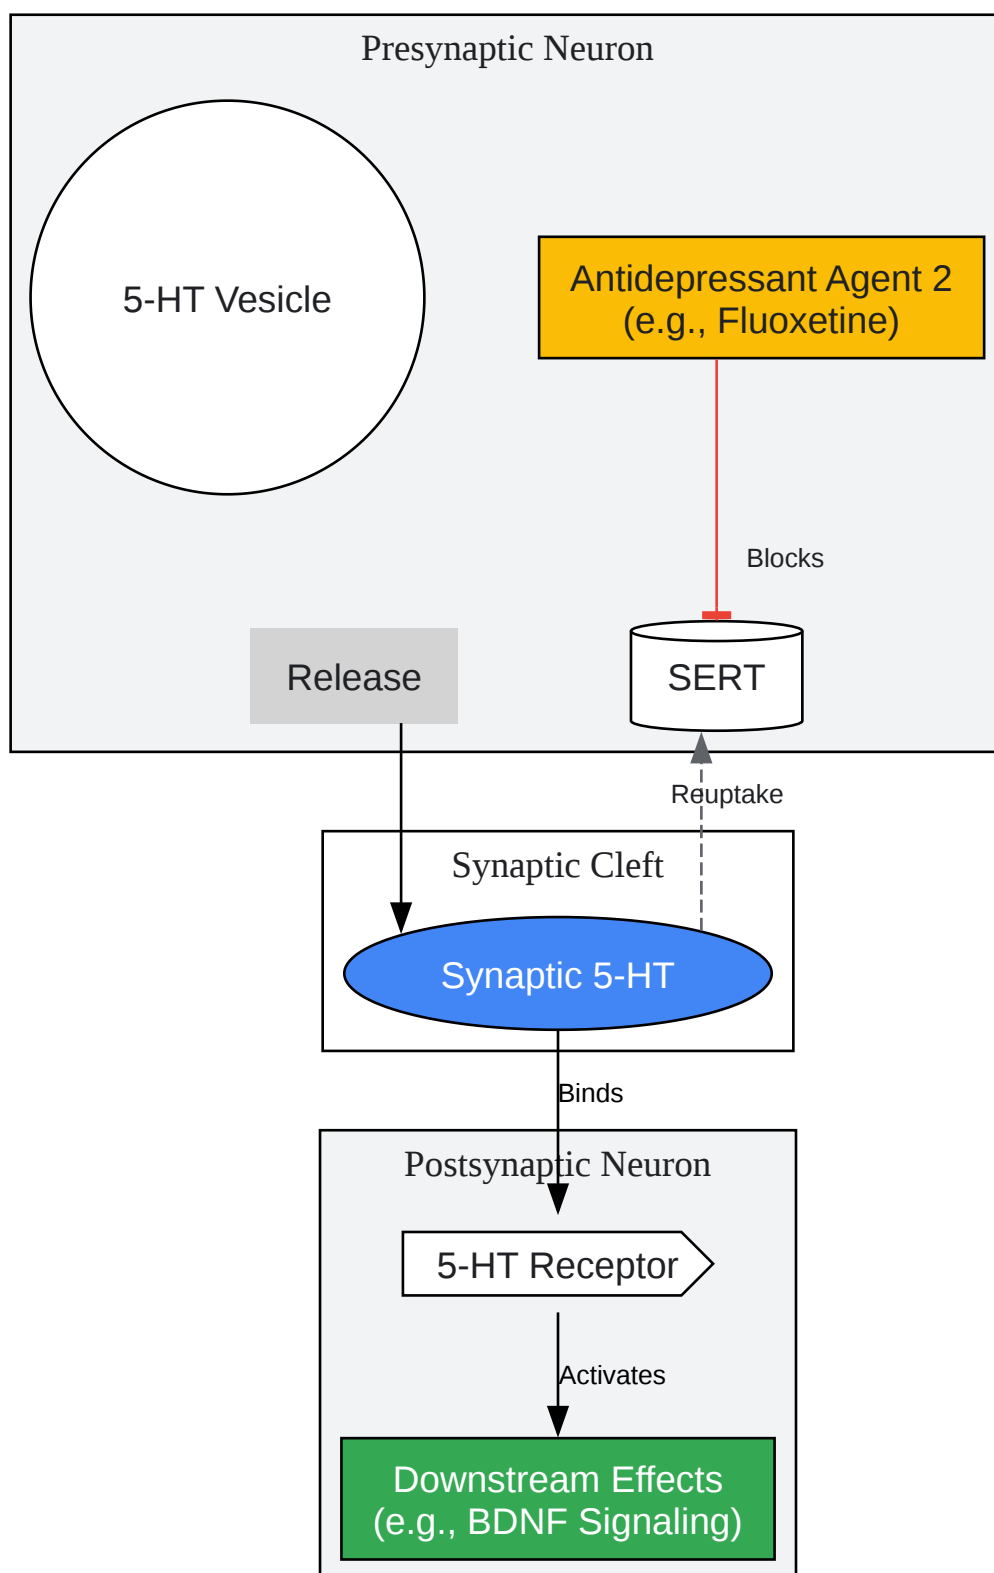 Presynaptic Neuron
5-HT Vesicle
Antidepressant Agent 2
(e.g., Fluoxetine)
Blocks
Release
SERT
Reuptake
Synaptic Cleft
Synaptic 5-HT
Binds
Postsynaptic Neuron
5-HT Receptor
Activates
Downstream Effects
(e.g., BDNF Signaling)